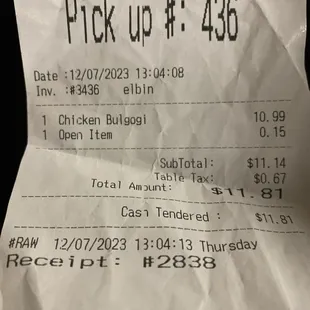 Pick up #: 436
Date :12/07/2023 13:04:08
Inv. :#3436 elbin
1 Chicken Bulgogi 10.99
1 Open Item 0.15
SubTotal: $11.14
Table Tax: $0.67
Total Amount: $11.81
Cash Tendered : $11.81
#RAW 12/07/2023 13:04:13 Thursday
Receipt: #2838